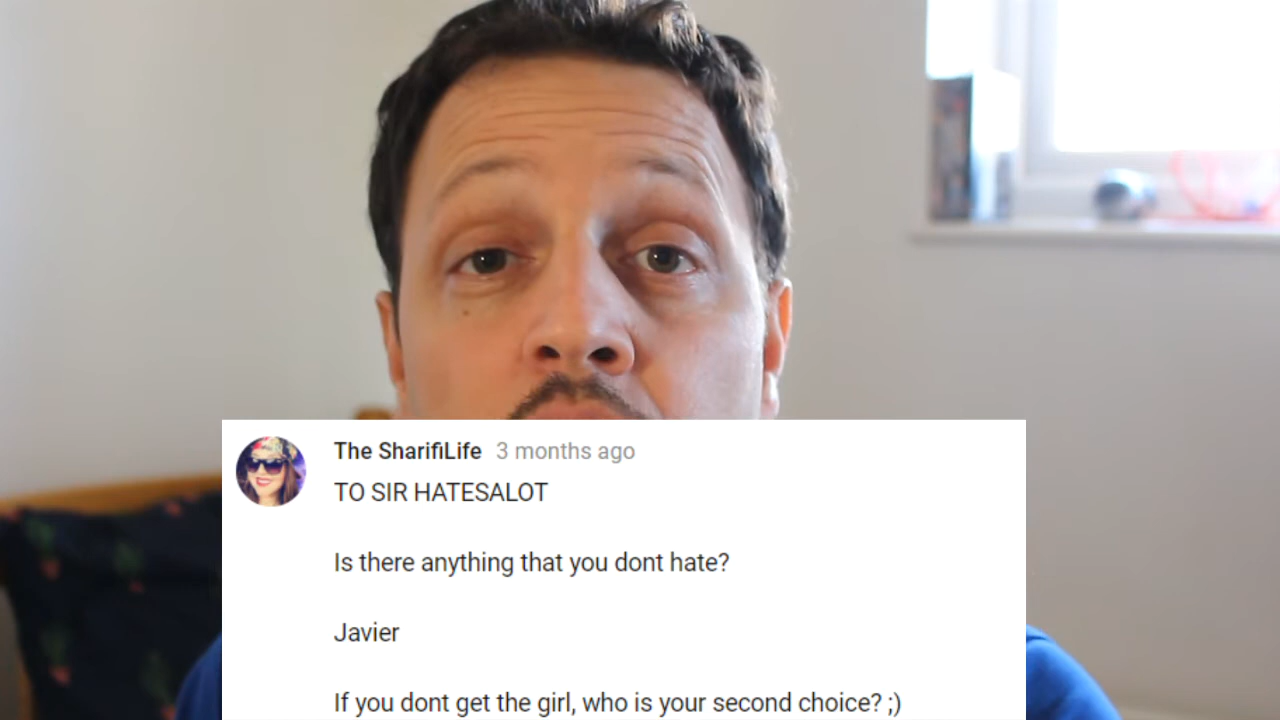 The SharifiLife 3 months ago
TO SIR HATESALOT
Is there anything that you dont hate?
Javier
If you dont get the girl, who is your second choice? ;)